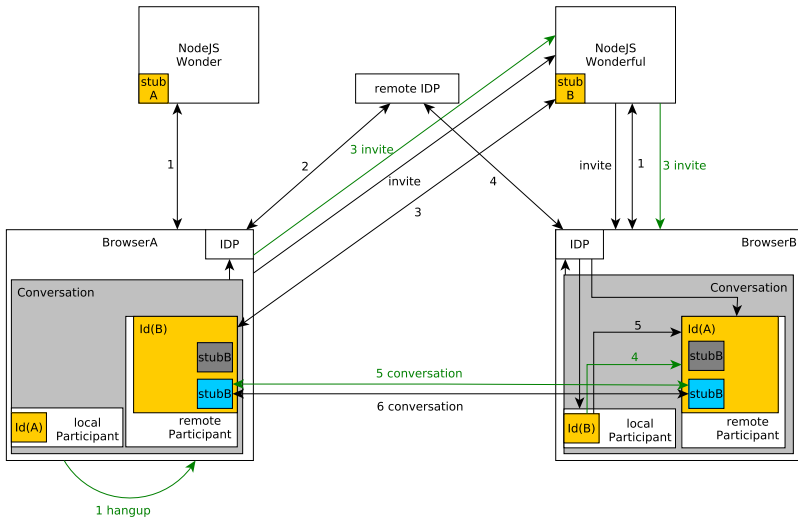 NodeJS
Wonder
stub
A
remote IDP
NodeJS
Wonderful
stub
B
1
2
3 invite
invite
3
4
invite
1
3 invite
BrowserA
IDP
Conversation
Id(B)
stubB
stubB
Id(A)
local
Participant
remote
Participant
1 hangup
5 conversation
6 conversation
IDP
BrowserB
Conversation
5
4
Id(A)
stubB
stubB
Id(B)
local
Participant
remote
Participant